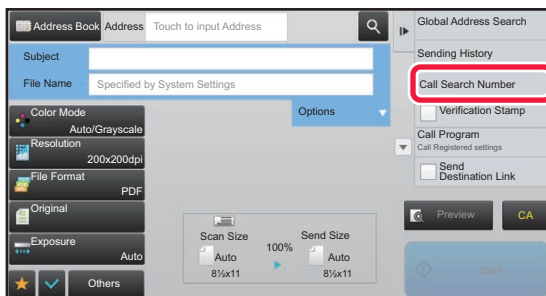 Address Book
Address
Touch to input Address
Subject
File Name
Specified by System Settings
Options
Color Mode
Auto/Grayscale
Resolution
200x200dpi
File Format
PDF
Original
Exposure
Auto
Others
Scan Size
Auto
8½x11
100%
Send Size
Auto
8½x11
Global Address Search
Sending History
Call Search Number
Verification Stamp
Call Program
Call Registered settings
Send
Destination Link
Preview
CA
Start